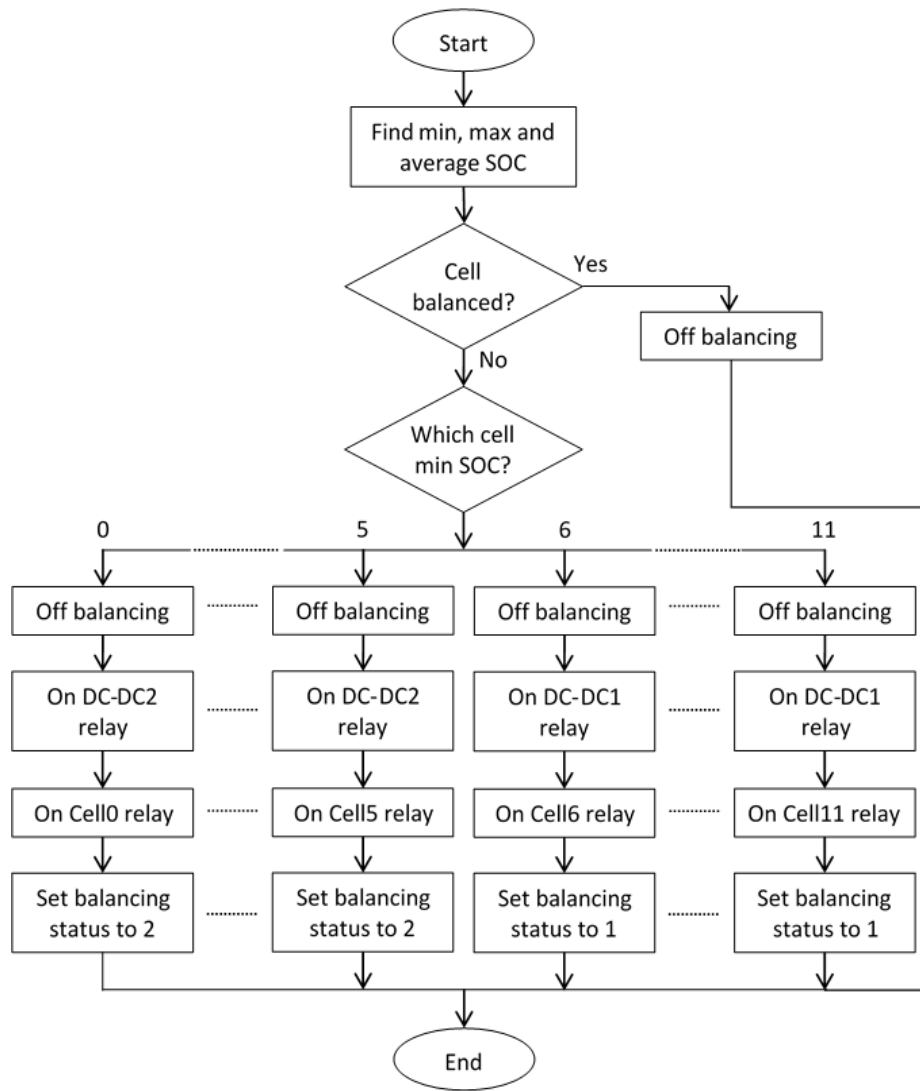 Start
Find min, max and
average SOC
Cell
balanced?
Yes
Off balancing
No
Which cell
min SOC?
0
5
6
11
Off balancing
Off balancing
Off balancing
Off balancing
On DC-DC2
relay
On DC-DC2
relay
On DC-DC1
relay
On DC-DC1
relay
On Cell0 relay
On Cell5 relay
On Cell6 relay
On Cell11 relay
Set balancing
status to 2
Set balancing
status to 2
Set balancing
status to 1
Set balancing
status to 1
End